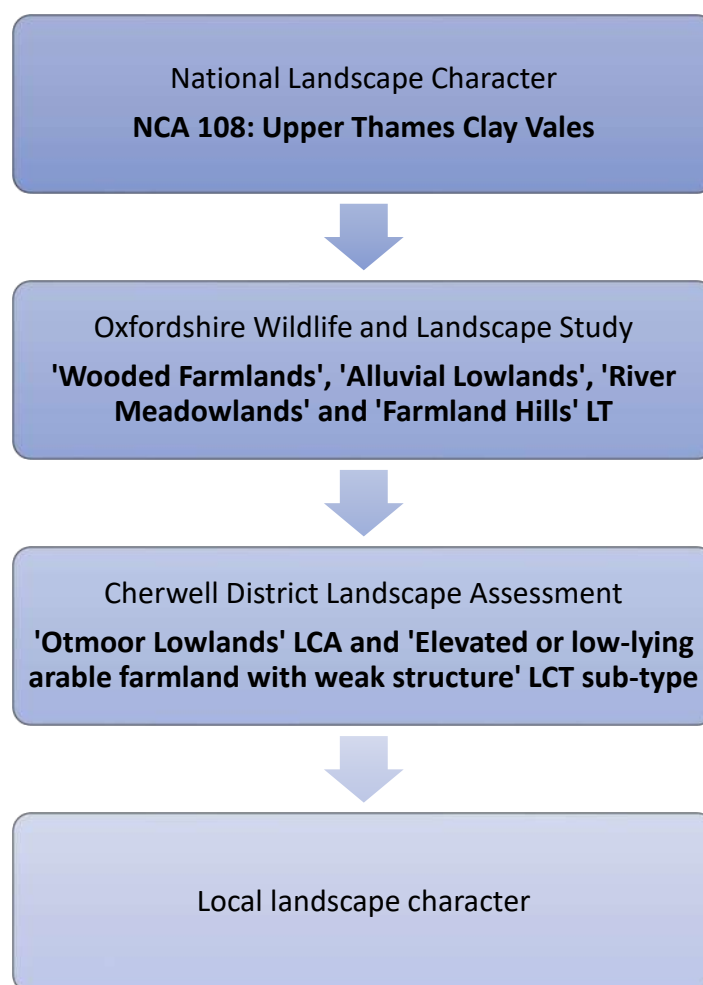 National Landscape Character
NCA 108: Upper Thames Clay Vales
Oxfordshire Wildlife and Landscape Study
'Wooded Farmlands', 'Alluvial Lowlands', 'River
Meadowlands' and 'Farmland Hills' LT
Cherwell District Landscape Assessment
'Otmoor Lowlands' LCA and 'Elevated or low-lying
arable farmland with weak structure' LCT sub-type
Local landscape character